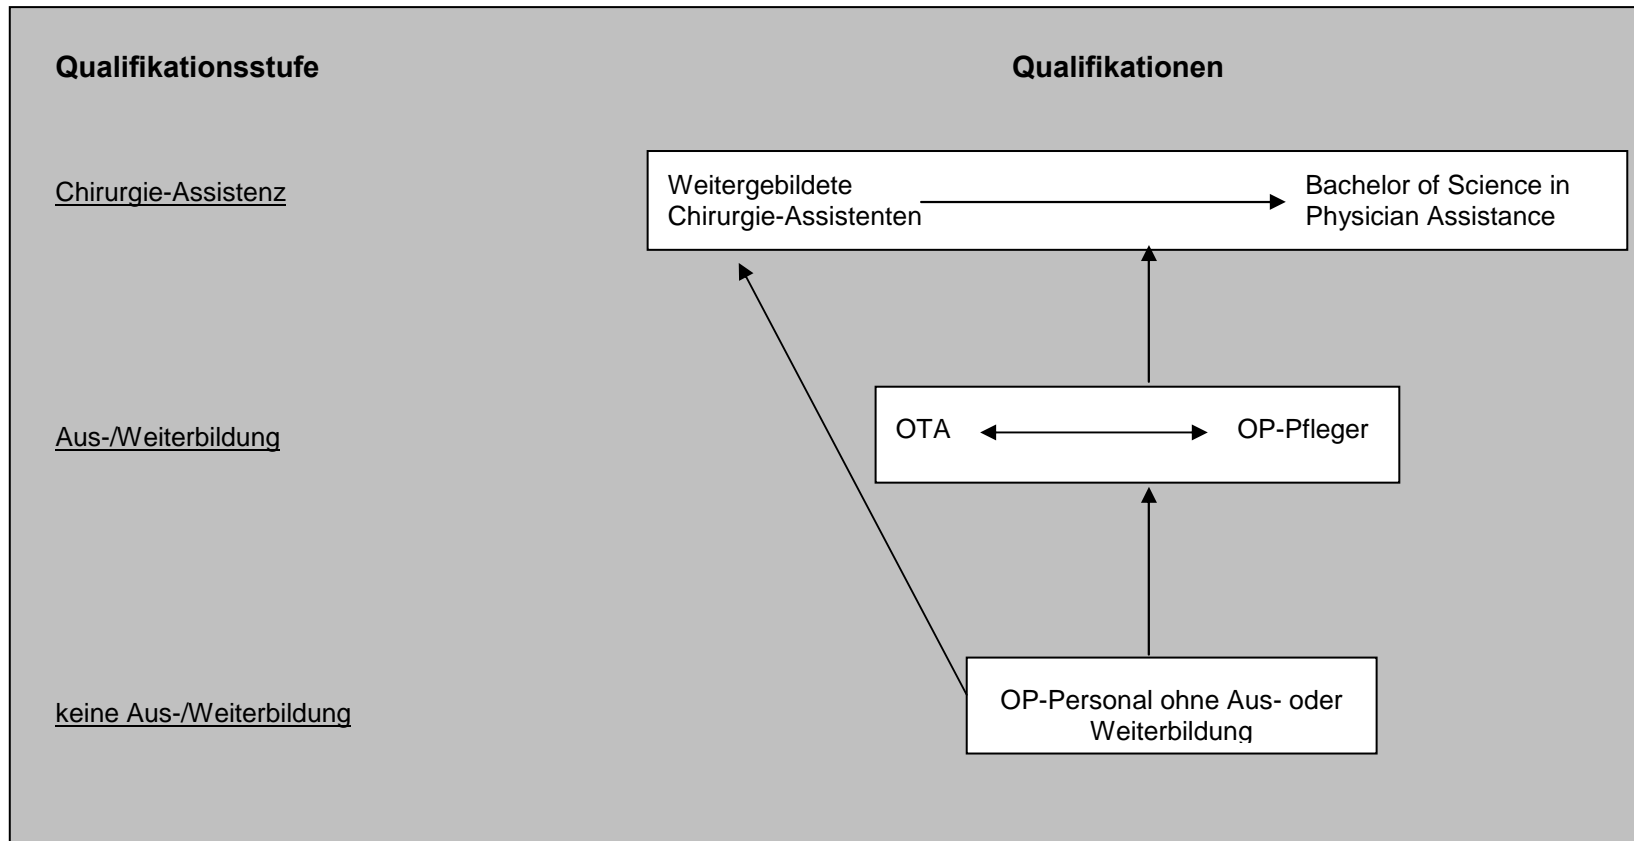 Qualifikationsstufe
Qualifikationen
Chirurgie-Assistenz
Weitergebildete
Chirurgie-Assistenten
Bachelor of Science in
Physician Assistance
Aus-/Weiterbildung
OTA
OP-Pfleger
keine Aus-/Weiterbildung
OP-Personal ohne Aus- oder
Weiterbildung